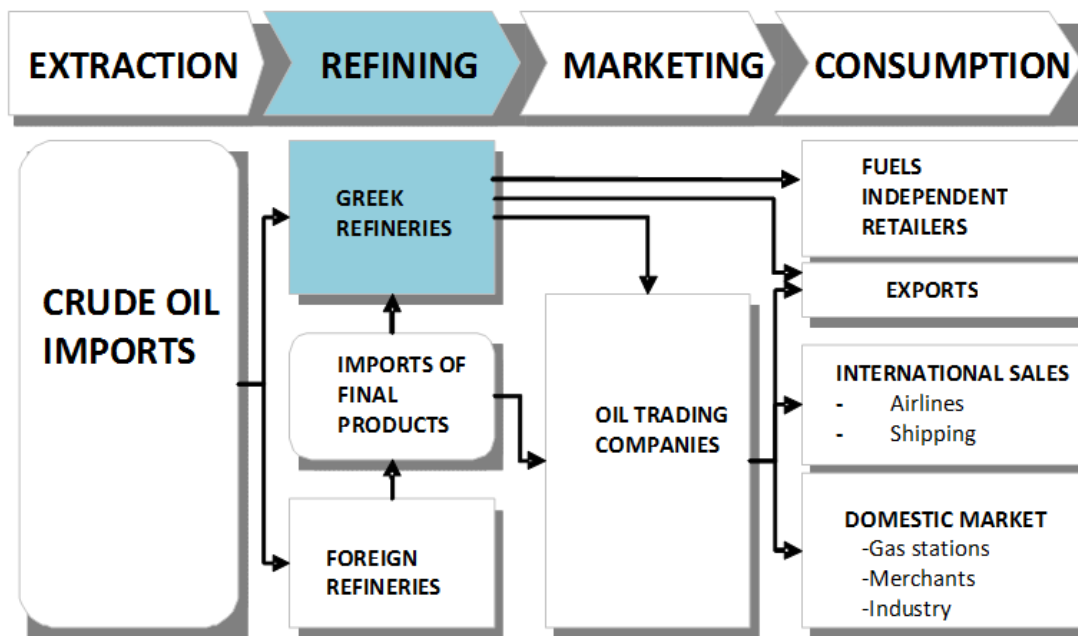 EXTRACTION
REFINING
MARKETING
CONSUMPTION
CRUDE OIL
IMPORTS
GREEK
REFINERIES
IMPORTS OF
FINAL
PRODUCTS
FOREIGN
REFINERIES
OIL TRADING
COMPANIES
FUELS
INDEPENDENT
RETAILERS
EXPORTS
INTERNATIONAL SALES
- Airlines
- Shipping
DOMESTIC MARKET
-Gas stations
-Merchants
-Industry